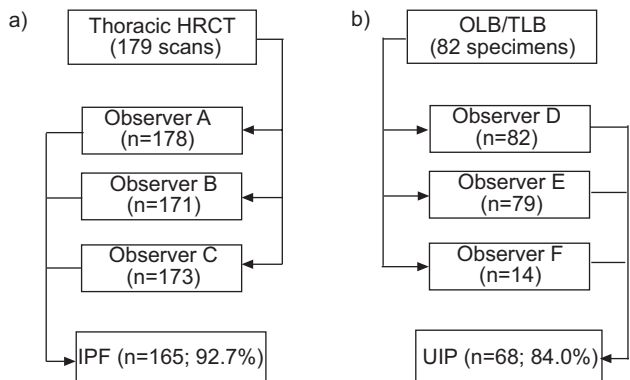 a)
Thoracic HRCT
(179 scans)
Observer A
(n=178)
Observer B
(n=171)
Observer C
(n=173)
IPF (n=165; 92.7%)
b)
OLB/TLB
(82 specimens)
Observer D
(n=82)
Observer E
(n=79)
Observer F
(n=14)
UIP (n=68; 84.0%)